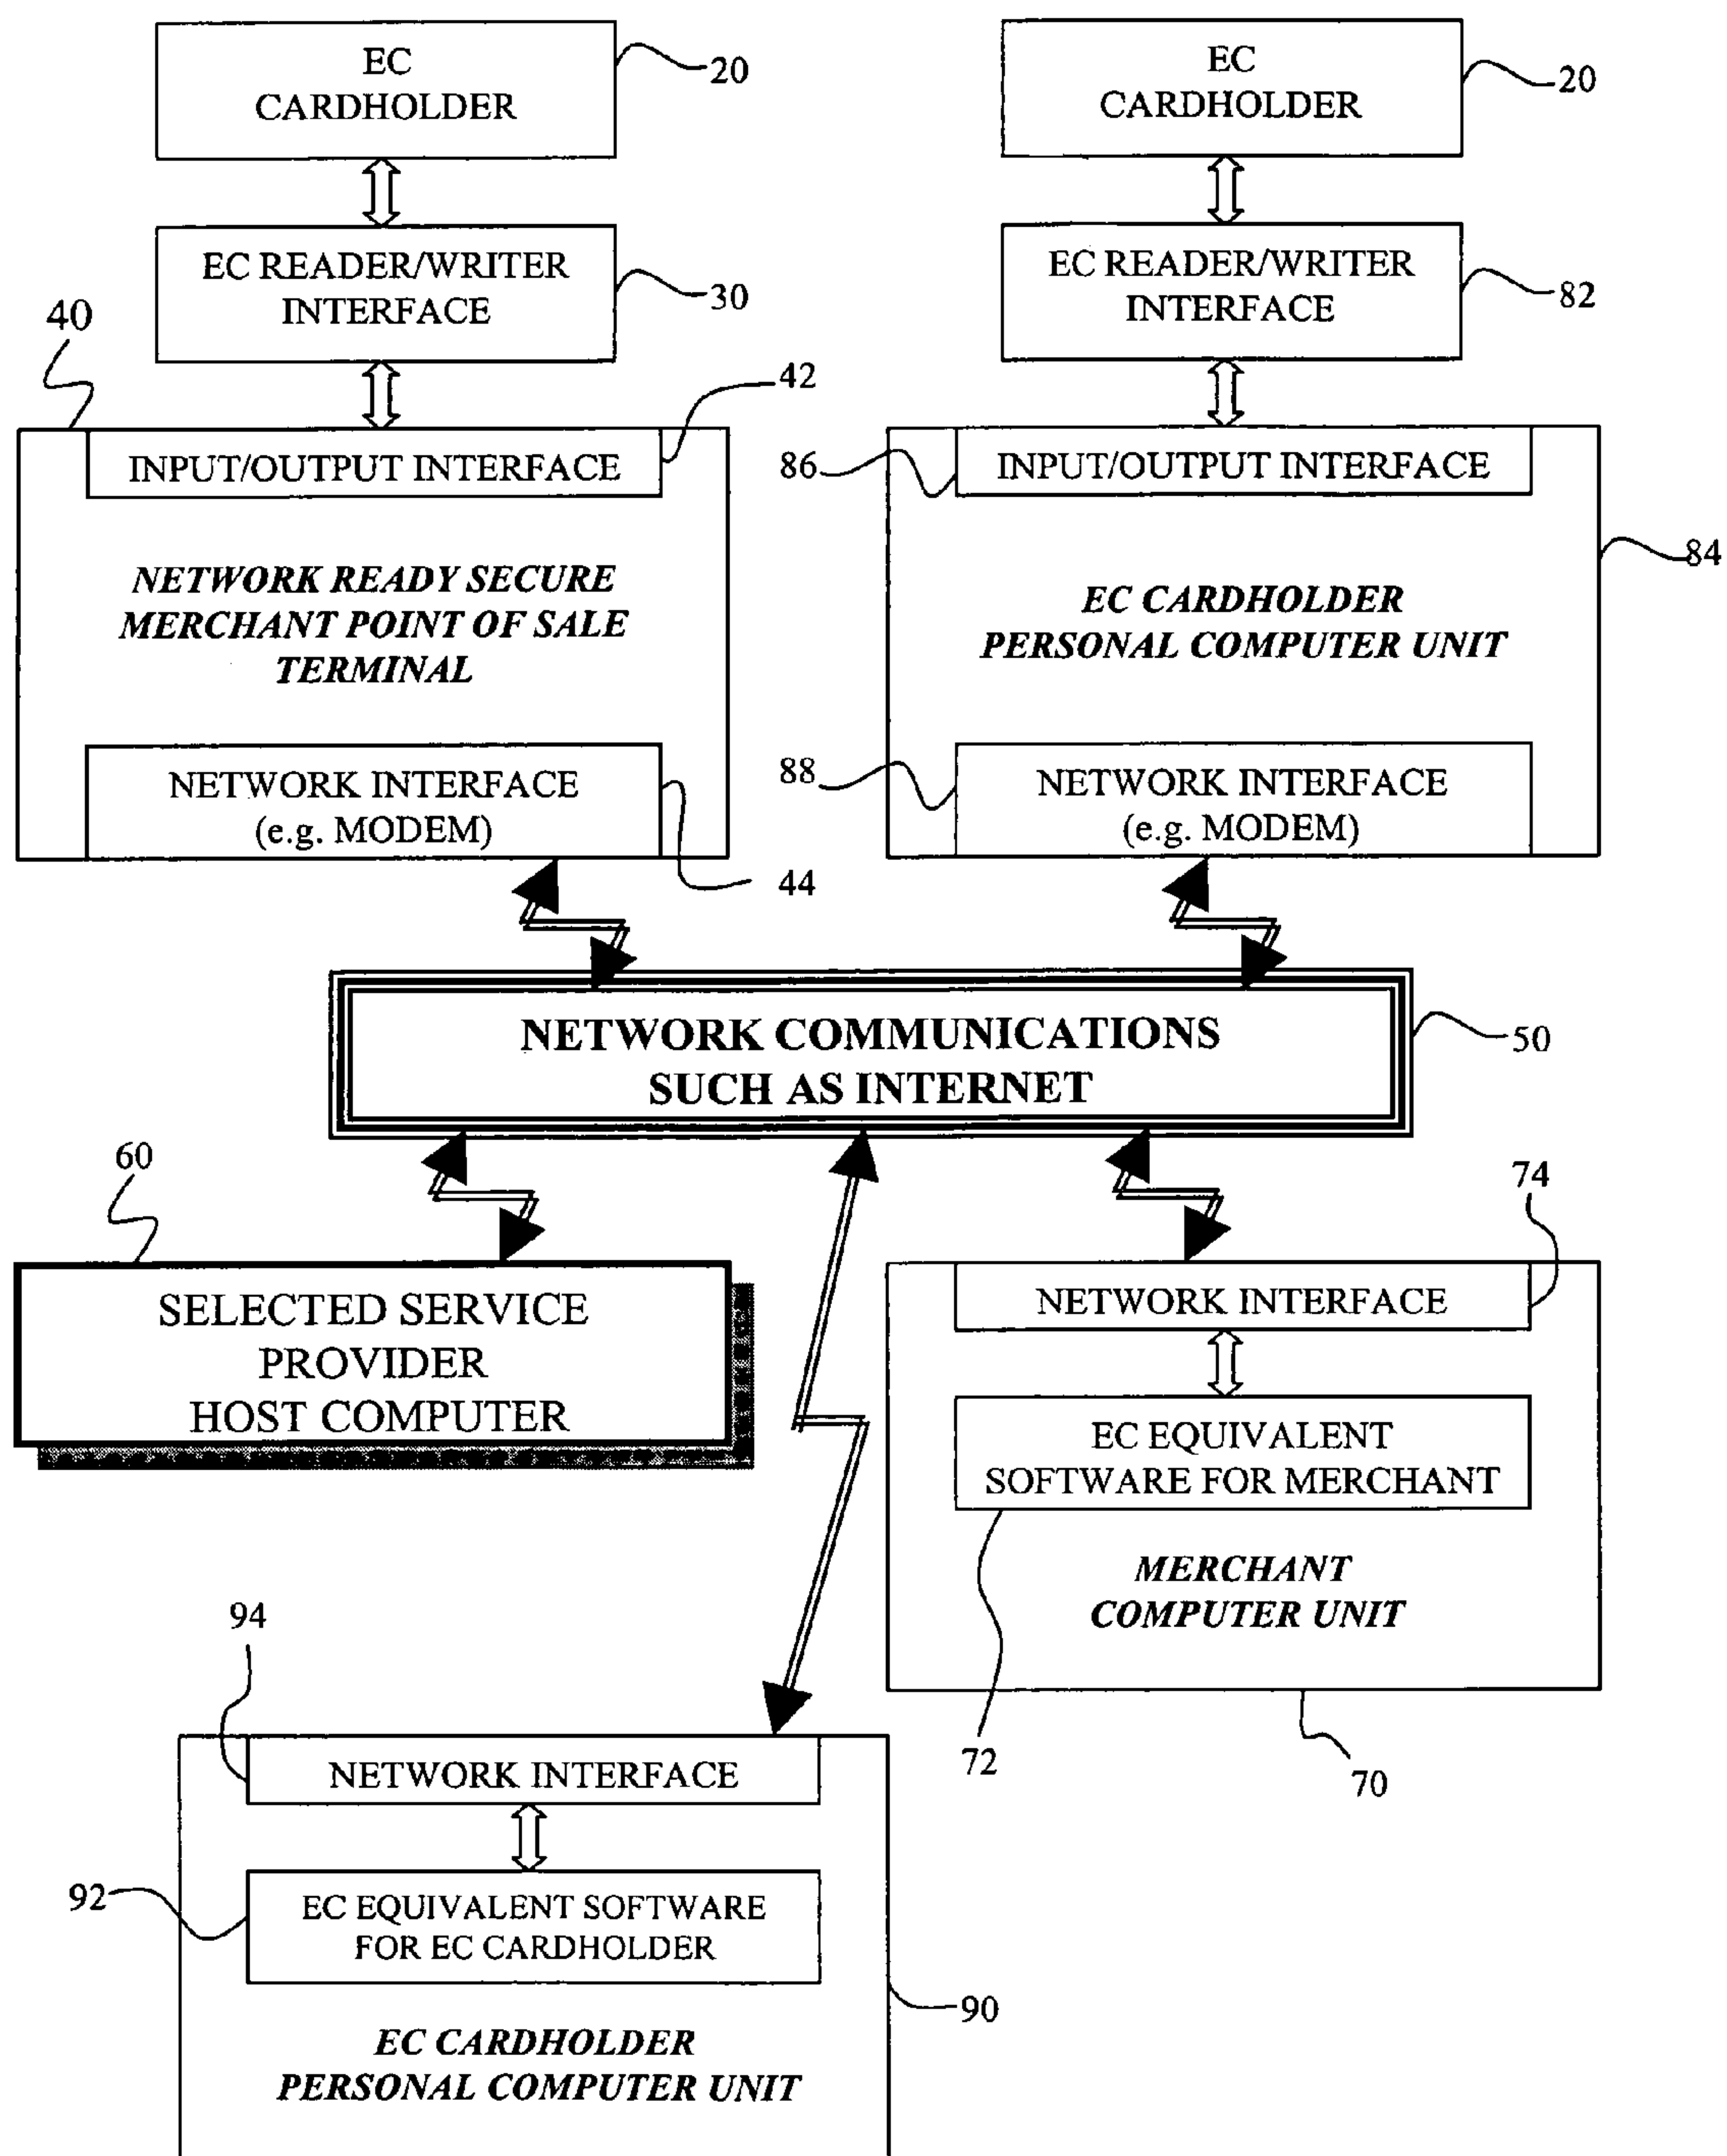 EC
CARDHOLDER
20
EC
CARDHOLDER
20
EC READER/WRITER
INTERFACE
30
EC READER/WRITER
INTERFACE
82
40
INPUT/OUTPUT INTERFACE
42
NETWORK READY SECURE
MERCHANT POINT OF SALE
TERMINAL
NETWORK INTERFACE
(e.g. MODEM)
44
86
INPUT/OUTPUT INTERFACE
84
EC CARDHOLDER
PERSONAL COMPUTER UNIT
88
NETWORK INTERFACE
(e.g. MODEM)
NETWORK COMMUNICATIONS
SUCH AS INTERNET
50
60
SELECTED SERVICE
PROVIDER
HOST COMPUTER
74
NETWORK INTERFACE
EC EQUIVALENT
SOFTWARE FOR MERCHANT
MERCHANT
COMPUTER UNIT
72
70
94
NETWORK INTERFACE
92
EC EQUIVALENT SOFTWARE
FOR EC CARDHOLDER
90
EC CARDHOLDER
PERSONAL COMPUTER UNIT